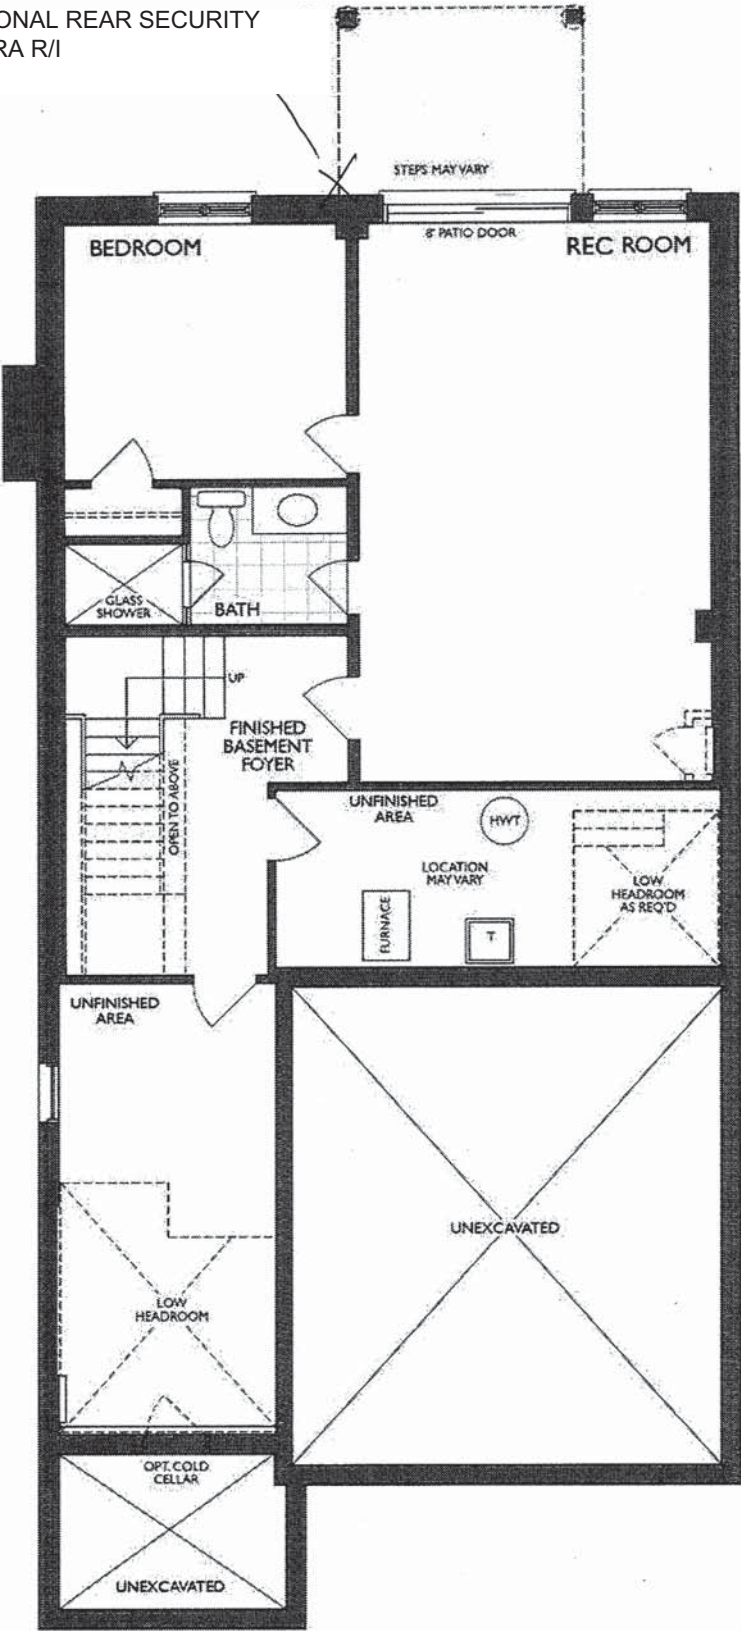 ONAL REAR SECURITY
RA R/I
STEPS MAY VARY
8' PATIO DOOR
BEDROOM
REC ROOM
GLASS
SHOWER
BATH
UP
FINISHED
BASEMENT
FOYER
OPEN TO ABOVE
UNFINISHED
AREA
HWT
LOCATION
MAY VARY
LOW
HEADROOM
AS REQ'D
FURNACE
T
UNFINISHED
AREA
UNEXCAVATED
LOW
HEADROOM
OPT. COLD
CELLAR
UNEXCAVATED